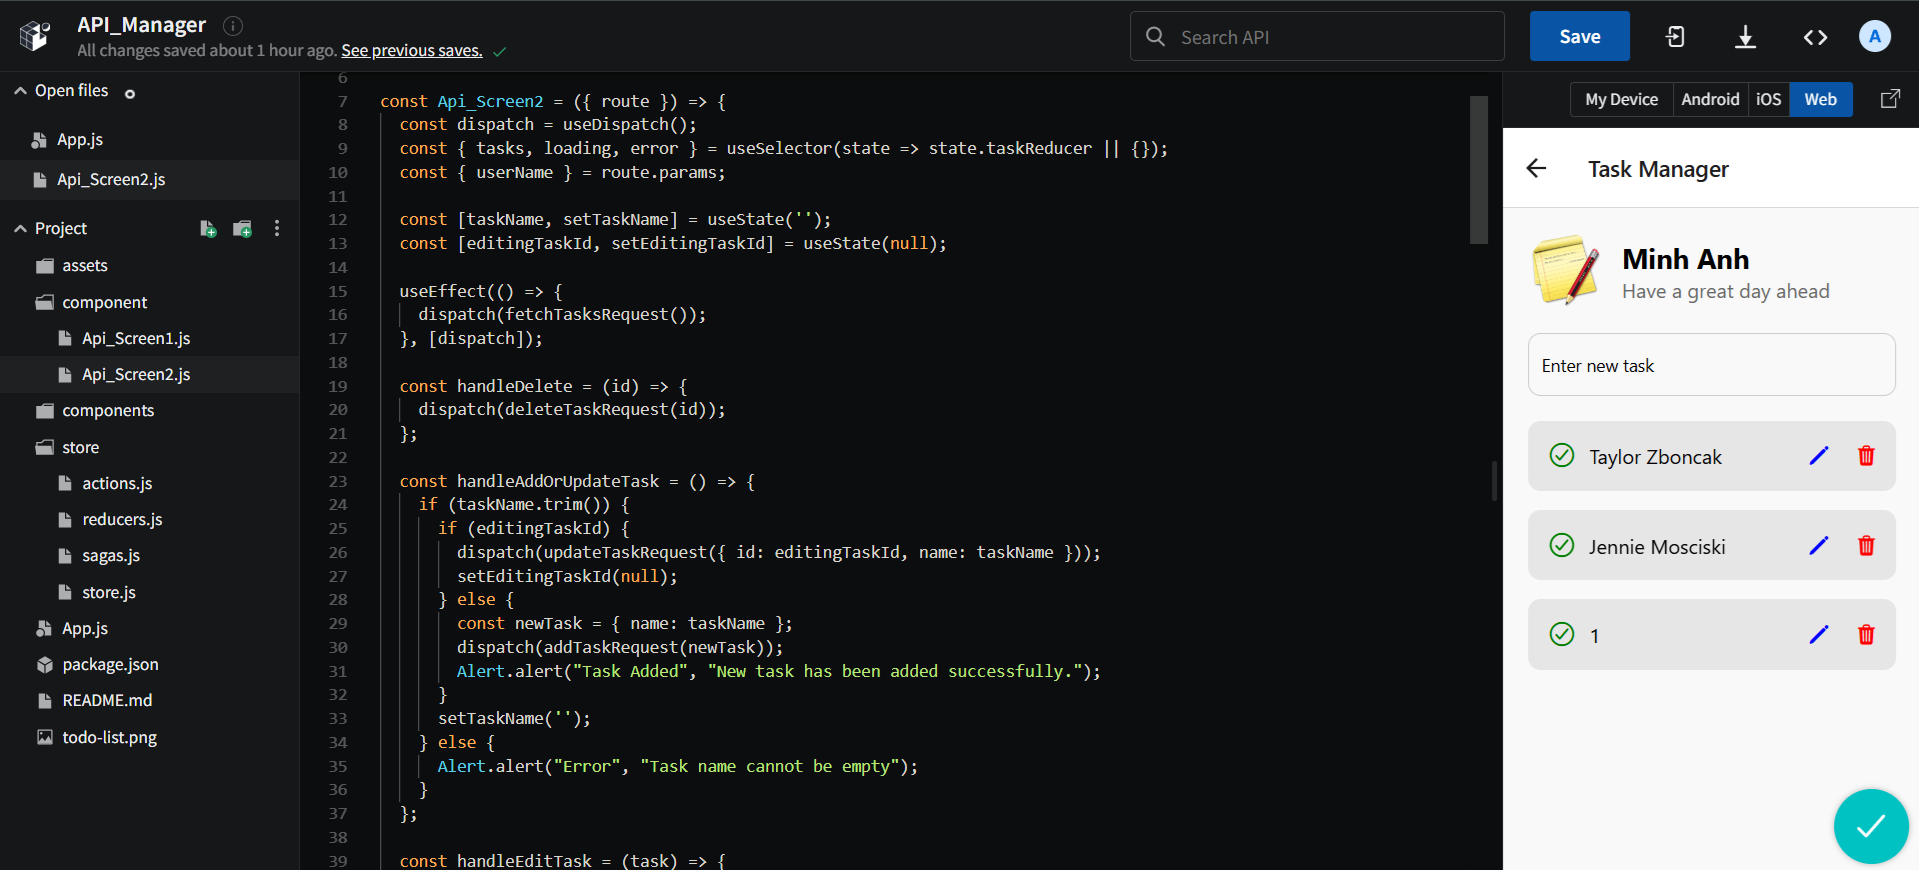 API_Manager
All changes saved about 1 hour ago. See previous saves.
Search API
Save
A
Open files
App.js
Api_Screen2.js
Project
assets
component
Api_Screen1.js
Api_Screen2.js
components
store
actions.js
reducers.js
sagas.js
store.js
App.js
package.json
README.md
todo-list.png
6
7 const Api_Screen2 = ({ route }) => {
8 const dispatch = useDispatch();
9 const { tasks, loading, error } = useSelector(state => state.taskReducer || {});
10 const { userName } = route.params;
11
12 const [taskName, setTaskName] = useState('');
13 const [editingTaskId, setEditingTaskId] = useState(null);
14
15 useEffect(() => {
16 dispatch(fetchTasksRequest());
17 }, [dispatch]);
18
19 const handleDelete = (id) => {
20 dispatch(deleteTaskRequest(id));
21 };
22
23 const handleAddOrUpdateTask = () => {
24 if (taskName.trim()) {
25 if (editingTaskId) {
26 dispatch(updateTaskRequest({ id: editingTaskId, name: taskName }));
27 setEditingTaskId(null);
28 } else {
29 const newTask = { name: taskName };
30 dispatch(addTaskRequest(newTask));
31 Alert.alert("Task Added", "New task has been added successfully.");
32 }
33 setTaskName('');
34 } else {
35 Alert.alert("Error", "Task name cannot be empty");
36 }
37 };
38
39 const handleEditTask = (task) => {
My Device Android iOS Web
Task Manager
Minh Anh
Have a great day ahead
Enter new task
Taylor Zboncak
Jennie Mosciski
1